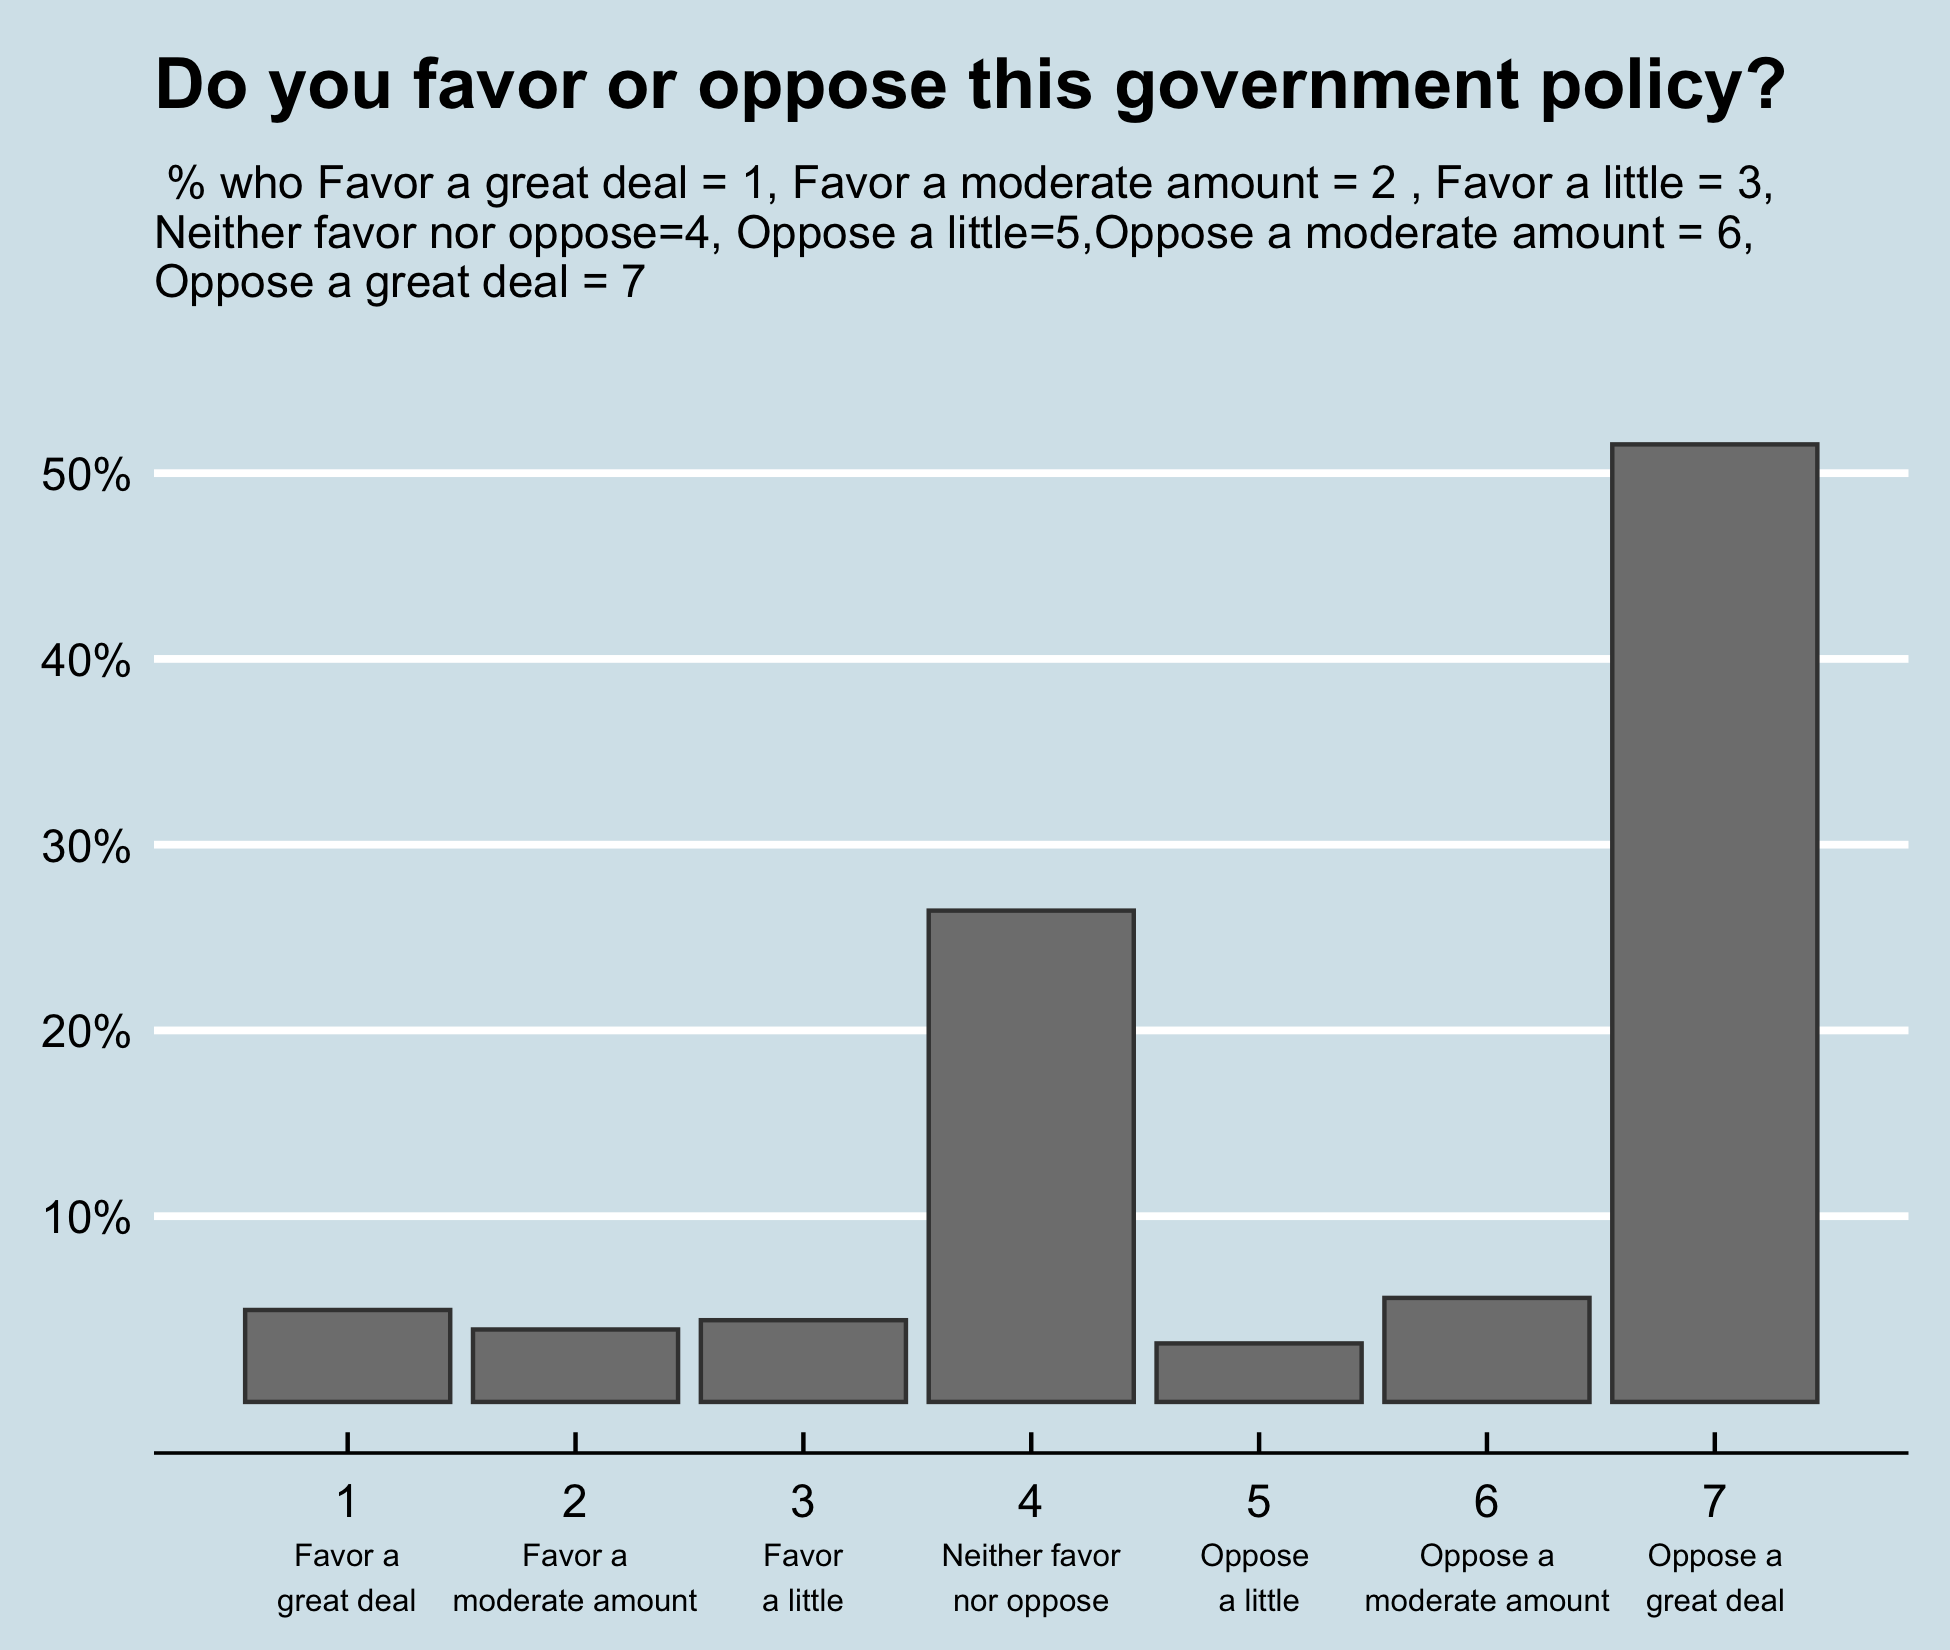 Do you favor or oppose this government policy?
% who Favor a great deal = 1, Favor a moderate amount = 2 , Favor a little = 3,
Neither favor nor oppose=4, Oppose a little=5,Oppose a moderate amount = 6,
Oppose a great deal = 7
50%
40%
30%
20%
10%
1 2 3 4 5 6 7
Favor a Favor a Favor Neither favor Oppose Oppose a Oppose a
great deal moderate amount a little nor oppose a little moderate amount great deal